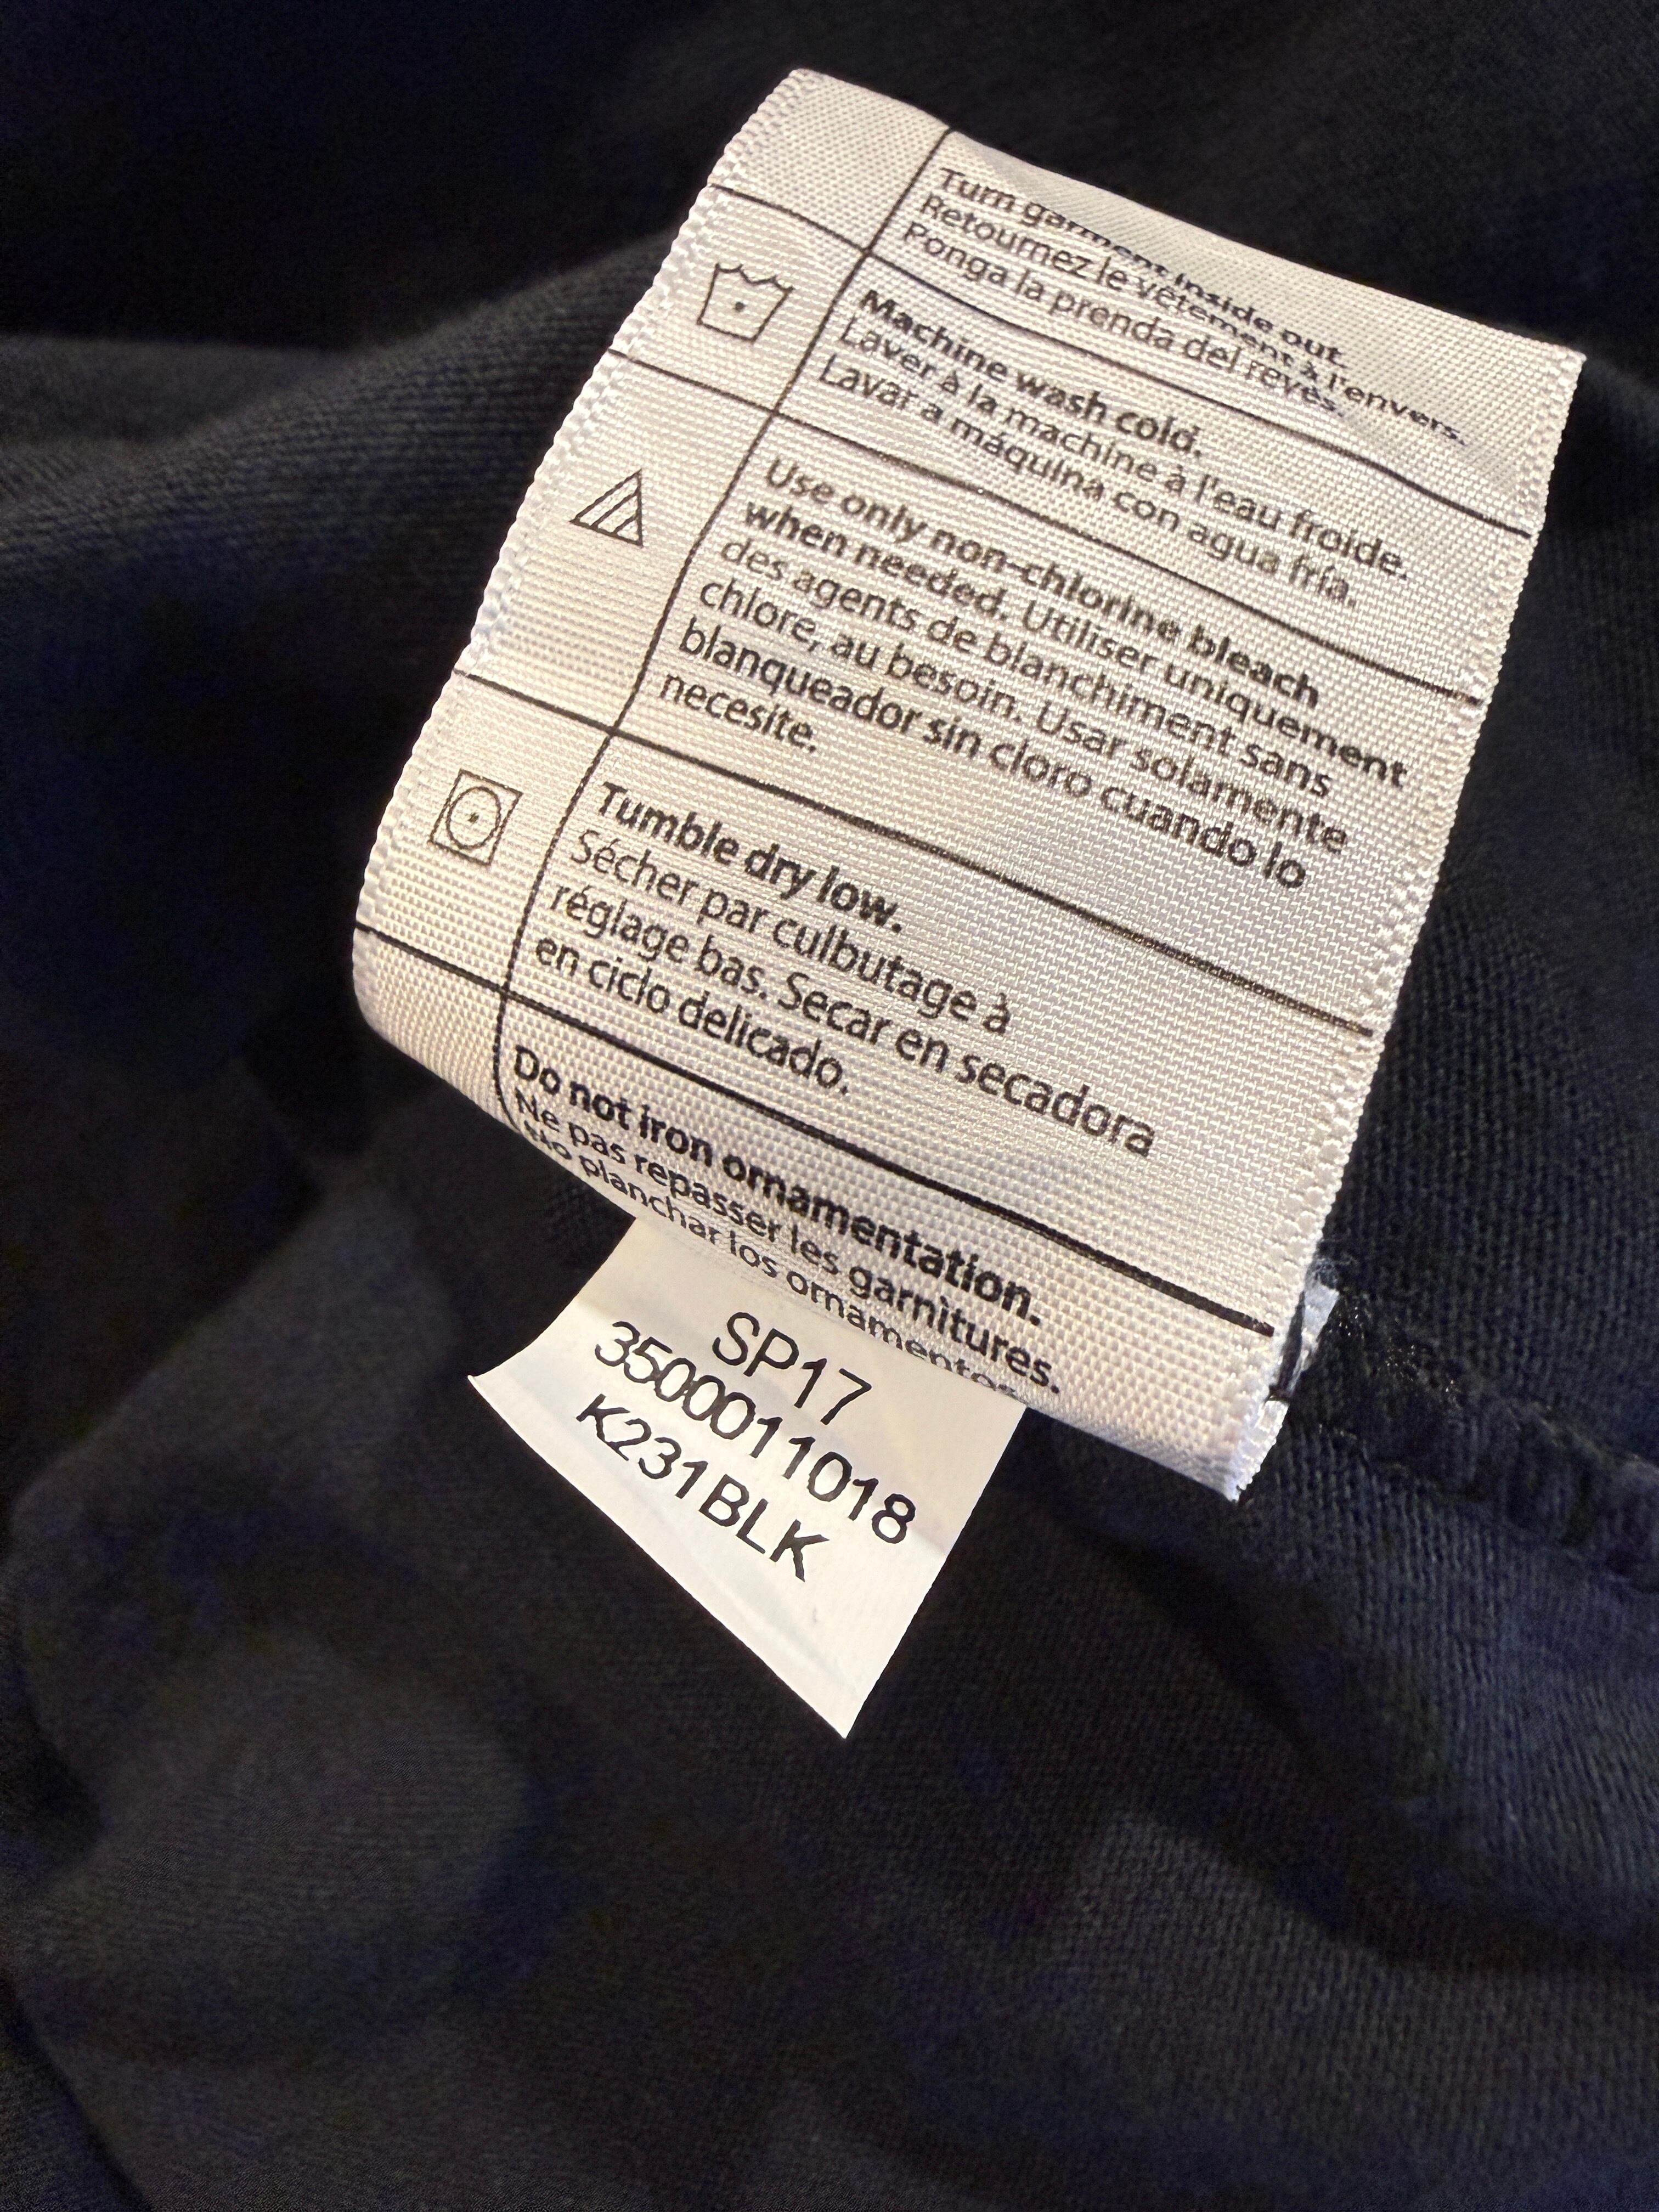 Turn garment inside out.
Retournez le vêtement à l'envers.
Ponga la prenda del revés.
Machine wash cold.
Laver à la machine à l'eau froide.
Lavar a máquina con agua fría.
Use only non-chlorine bleach
when needed. Utiliser uniquement
des agents de blanchiment sans
chlore, au besoin. Usar solamente
blanqueador sin cloro cuando lo
necesite.
Tumble dry low.
Sécher par culbutage à
réglage bas. Secar en secadora
en ciclo delicado.
Do not iron ornamentation.
Ne pas repasser les garnitures.
No planchar los ornamentos
SP17
3500011018
K231BLK